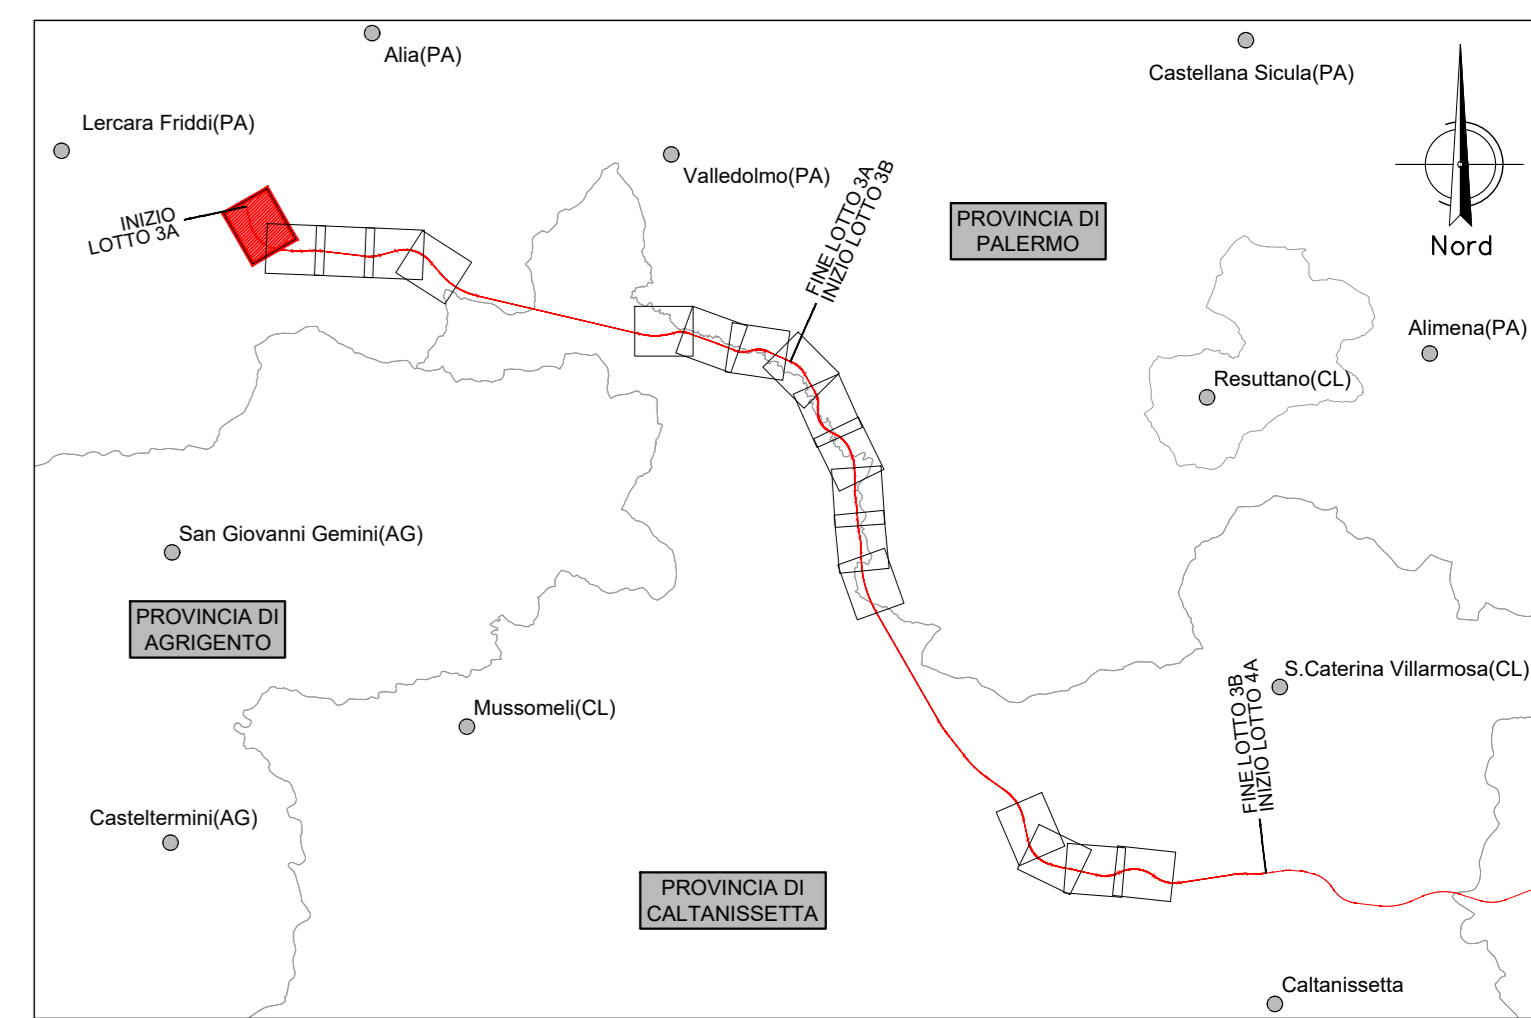 Alia(PA)
Castellana Sicula(PA)
Lercara Friddi(PA)
Valledolmo(PA)
INIZIO
LOTTO 3A
FINE LOTTO 3A
INIZIO LOTTO 3B
PROVINCIA DI
PALERMO
Nord
Alimena(PA)
Resuttano(CL)
San Giovanni Gemini(AG)
PROVINCIA DI
AGRIGENTO
S.Caterina Villarmosa(CL)
FINE LOTTO 3B
INIZIO LOTTO 4A
Mussomeli(CL)
Casteltermini(AG)
PROVINCIA DI
CALTANISSETTA
Caltanissetta